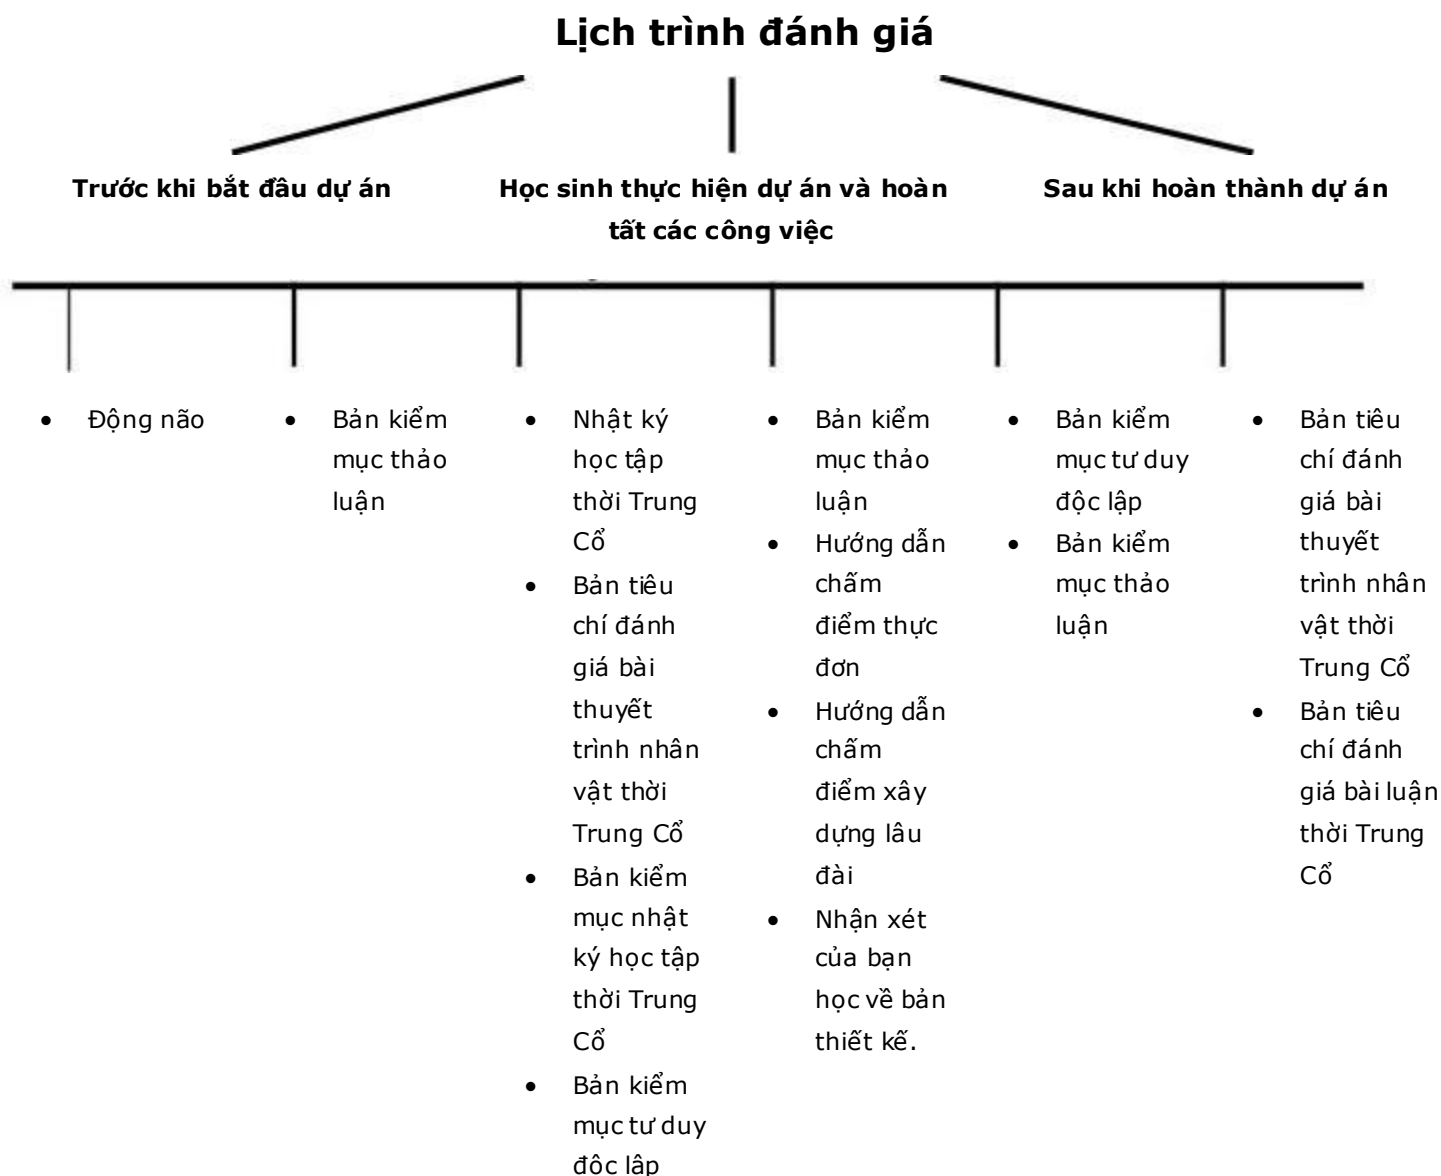 Lịch trình đánh giá
Trước khi bắt đầu dự án
Học sinh thực hiện dự án và hoàn
tất các công việc
Sau khi hoàn thành dự án
• Động não
• Bản kiểm
mục thảo
luận
• Nhật ký
học tập
thời Trung
Cổ
• Bản tiêu
chí đánh
giá bài
thuyết
trình nhân
vật thời
Trung Cổ
• Bản kiểm
mục nhật
ký học tập
thời Trung
Cổ
• Bản kiểm
mục tư duy
độc lập
• Bản kiểm
mục thảo
luận
• Hướng dẫn
chấm
điểm thực
đơn
• Hướng dẫn
chấm
điểm xây
dựng lâu
đài
• Nhận xét
của bạn
học về bản
thiết kế.
• Bản kiểm
mục tư duy
độc lập
• Bản kiểm
mục thảo
luận
• Bản tiêu
chí đánh
giá bài
thuyết
trình nhân
vật thời
Trung Cổ
• Bản tiêu
chí đánh
giá bài luận
thời Trung
Cổ